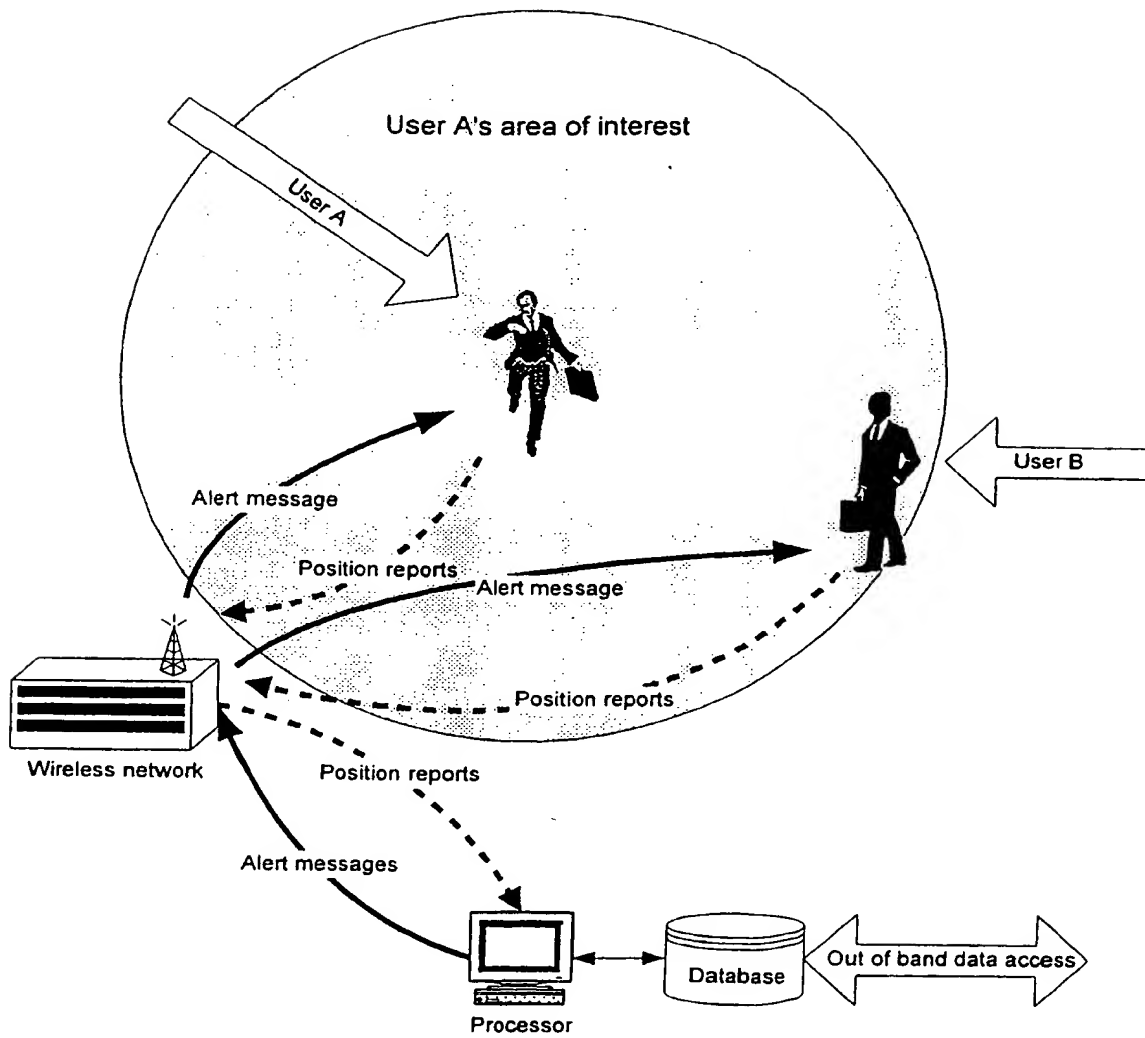 User A's area of interest
User A
User B
Alert message
Position reports
Alert message
Position reports
Wireless network
Position reports
Alert messages
Database
Out of band data access
Processor